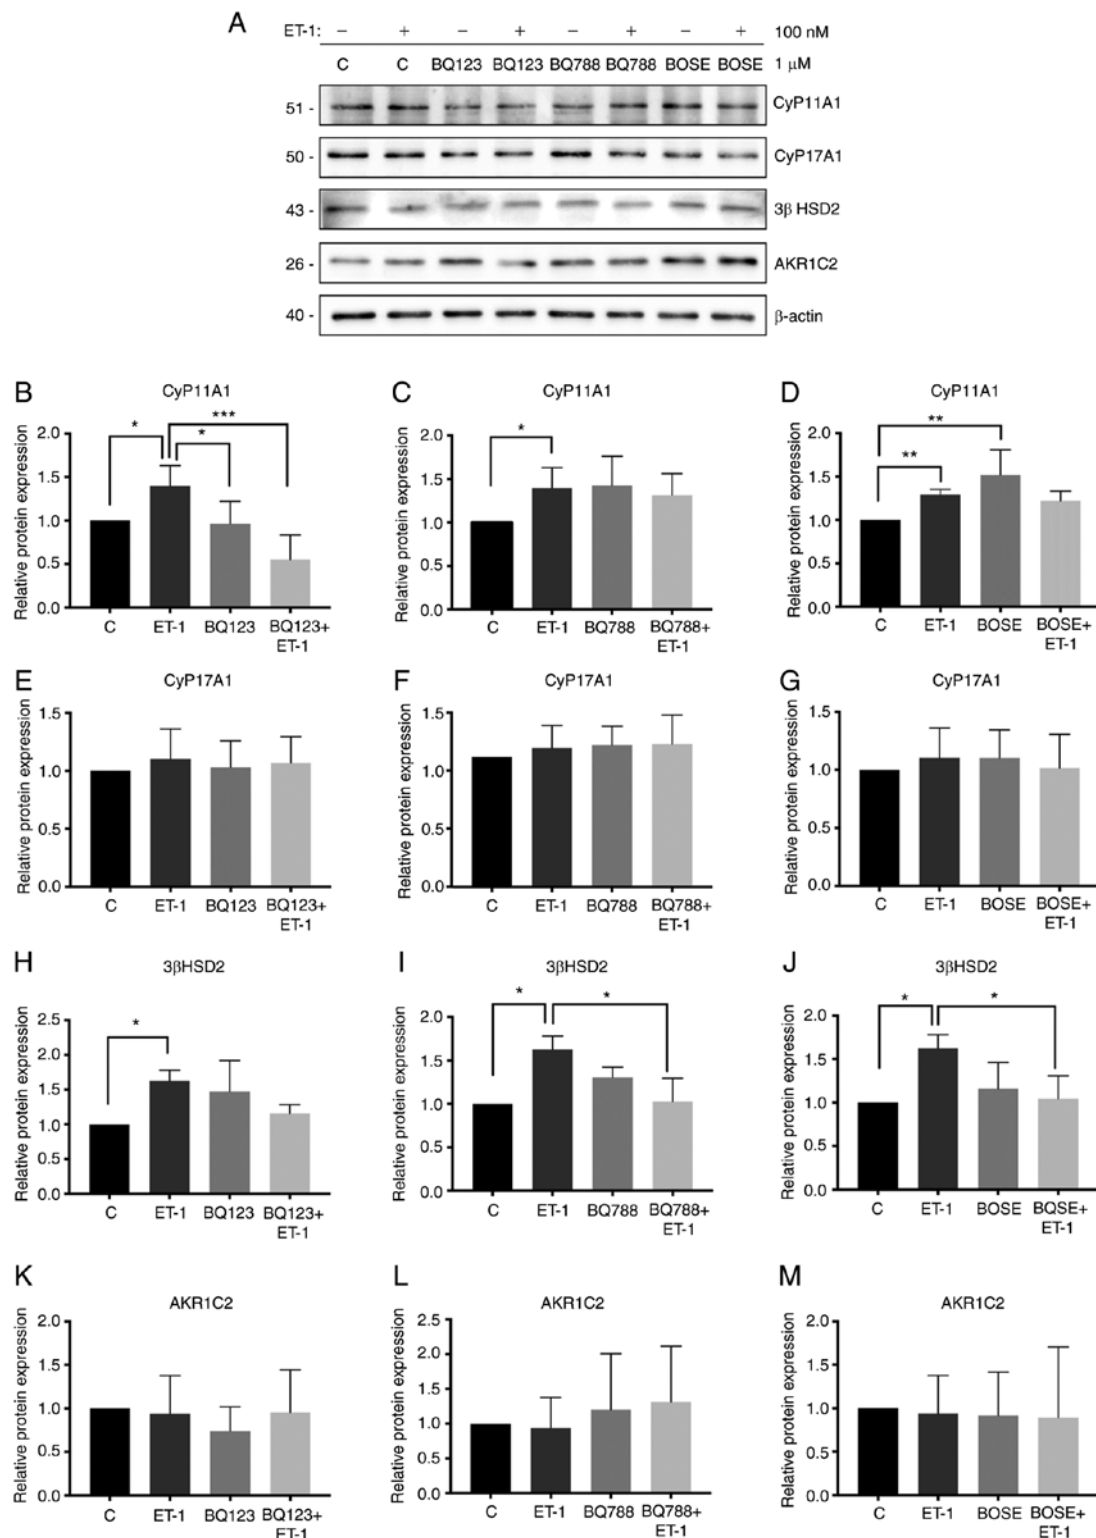 A
ET-1: – + – + – + – + 100 nM
C C BQ123 BQ123 BQ788 BQ788 BOSE BOSE 1 μM
51 - CyP11A1
50 - CyP17A1
43 - 3β HSD2
26 - AKR1C2
40 - β-actin
B
CyP11A1
Relative protein expression
2.0
1.5
1.0
0.5
0.0
* *** *
C ET-1 BQ123 BQ123+
ET-1
C
CyP11A1
Relative protein expression
2.0
1.5
1.0
0.5
0.0
*
C ET-1 BQ788 BQ788+
ET-1
D
CyP11A1
Relative protein expression
2.0
1.5
1.0
0.5
0.0
**
**
C ET-1 BOSE BOSE+
ET-1
E
CyP17A1
Relative protein expression
1.5
1.0
0.5
0.0
C ET-1 BQ123 BQ123+
ET-1
F
CyP17A1
Relative protein expression
1.5
1.0
0.5
0.0
C ET-1 BQ788 BQ788+
ET-1
G
CyP17A1
Relative protein expression
1.5
1.0
0.5
0.0
C ET-1 BOSE BOSE+
ET-1
H
3βHSD2
Relative protein expression
2.5
2.0
1.5
1.0
0.5
0.0
*
C ET-1 BQ123 BQ123+
ET-1
I
3βHSD2
Relative protein expression
2.0
1.5
1.0
0.5
0.0
* *
C ET-1 BQ788 BQ788+
ET-1
J
3βHSD2
Relative protein expression
2.0
1.5
1.0
0.5
0.0
* *
C ET-1 BOSE BQSE+
ET-1
K
AKR1C2
Relative protein expression
2.0
1.5
1.0
0.5
0.0
C ET-1 BQ123 BQ123+
ET-1
L
AKR1C2
Relative protein expression
2.5
2.0
1.5
1.0
0.5
0.0
C ET-1 BQ788 BQ788+
ET-1
M
AKR1C2
Relative protein expression
2.0
1.5
1.0
0.5
0.0
C ET-1 BOSE BOSE+
ET-1